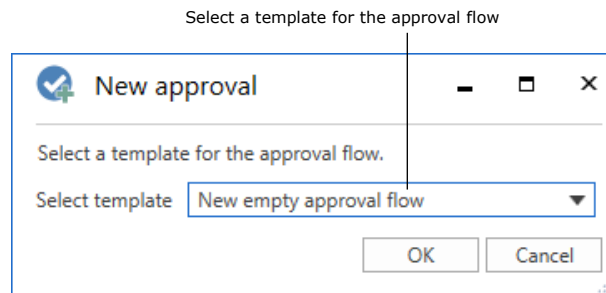 Select a template for the approval flow
New approval
Select a template for the approval flow.
Select template New empty approval flow
OK Cancel